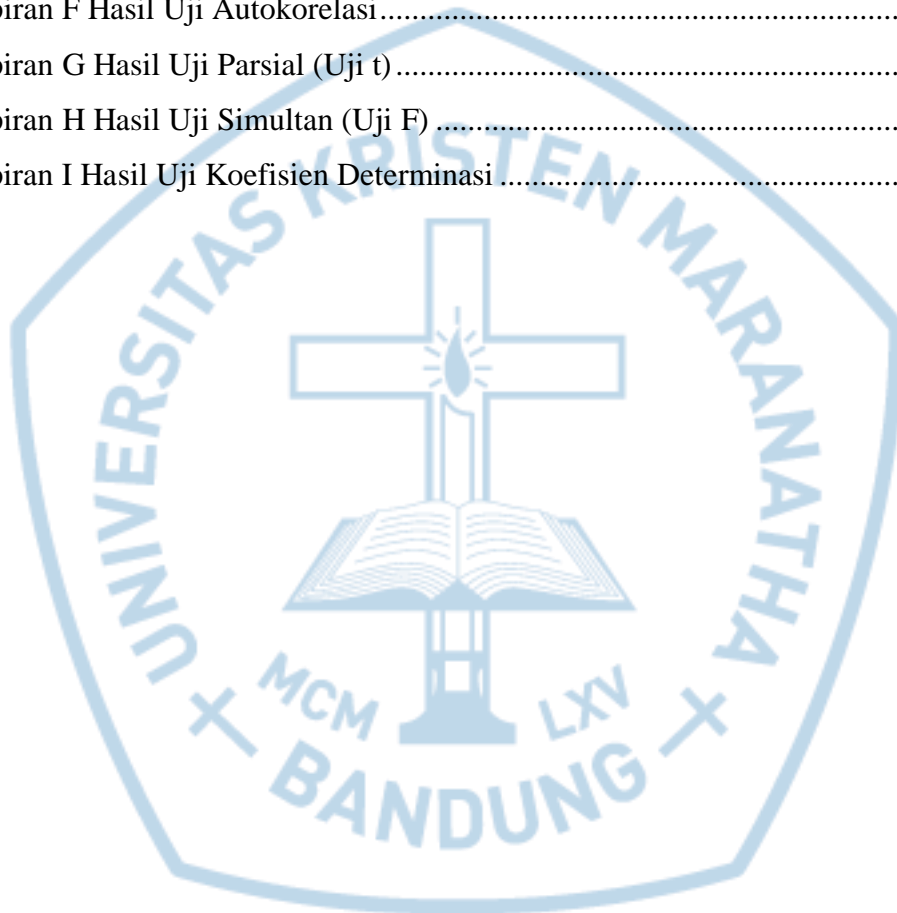 piran F Hasil Uji Autokorelasi..........................................................................
piran G Hasil Uji Parsial (Uji t)........................................................................
piran H Hasil Uji Simultan (Uji F) ...................................................................
piran I Hasil Uji Koefisien Determinasi ..........................................................
UNIVERSITAS KRISTEN MARANATHA
MCM LXV
BANDUNG